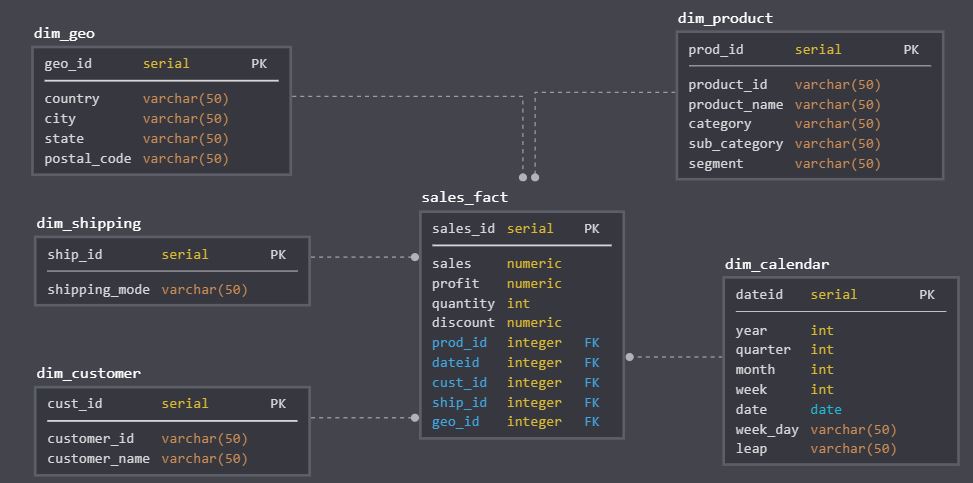 dim_geo
geo_id serial PK
country varchar(50)
city varchar(50)
state varchar(50)
postal_code varchar(50)
dim_product
prod_id serial PK
product_id varchar(50)
product_name varchar(50)
category varchar(50)
sub_category varchar(50)
segment varchar(50)
dim_shipping
ship_id serial PK
shipping_mode varchar(50)
sales_fact
sales_id serial PK
sales numeric
profit numeric
quantity int
discount numeric
prod_id integer FK
dateid integer FK
cust_id integer FK
ship_id integer FK
geo_id integer FK
dim_calendar
dateid serial PK
year int
quarter int
month int
week int
date date
week_day varchar(50)
leap varchar(50)
dim_customer
cust_id serial PK
customer_id varchar(50)
customer_name varchar(50)